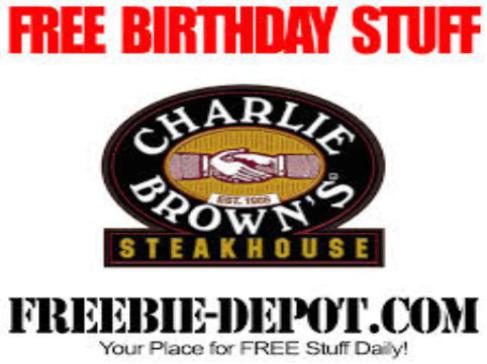 FREE BIRTHDAY STUFF
CHARLIE
BROWN'S
EST. 1966
STEAKHOUSE
FREEBIE-DEPOT.COM
Your Place for FREE Stuff Daily!